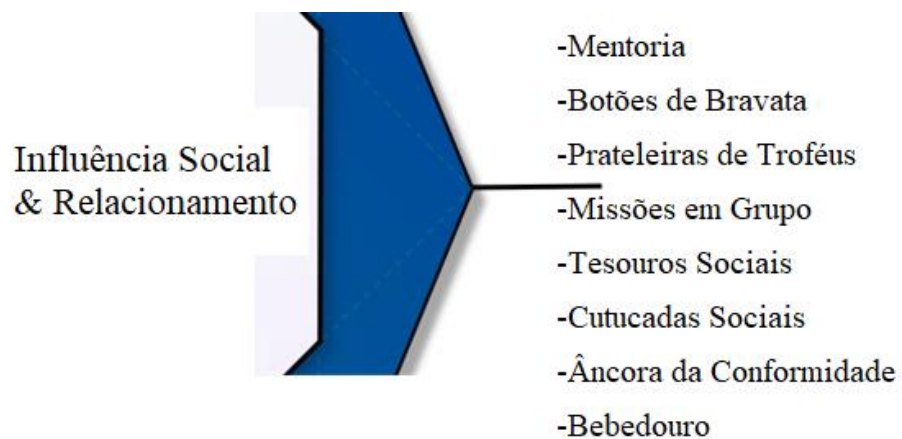 Influência Social
& Relacionamento
-Mentoria
-Botões de Bravata
-Prateleiras de Troféus
-Missões em Grupo
-Tesouros Sociais
-Cutucadas Sociais
-Âncora da Conformidade
-Bebedouro